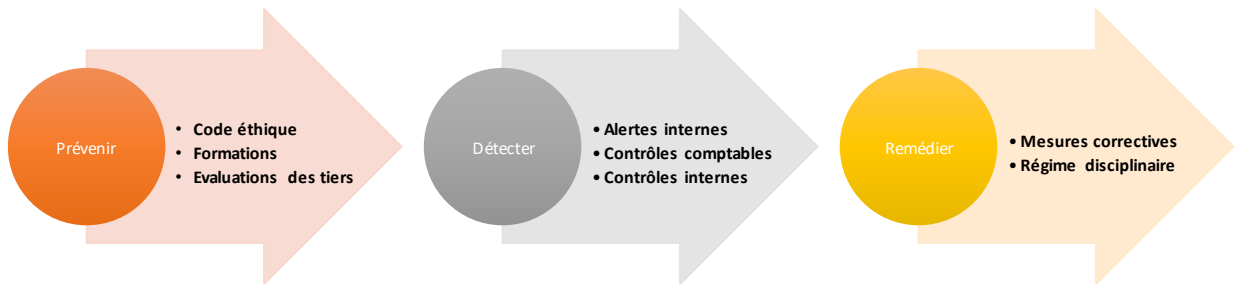 Prévenir
• Code éthique
• Formations
• Evaluations des tiers
Détecter
• Alertes internes
• Contrôles comptables
• Contrôles internes
Remédier
• Mesures correctives
• Régime disciplinaire